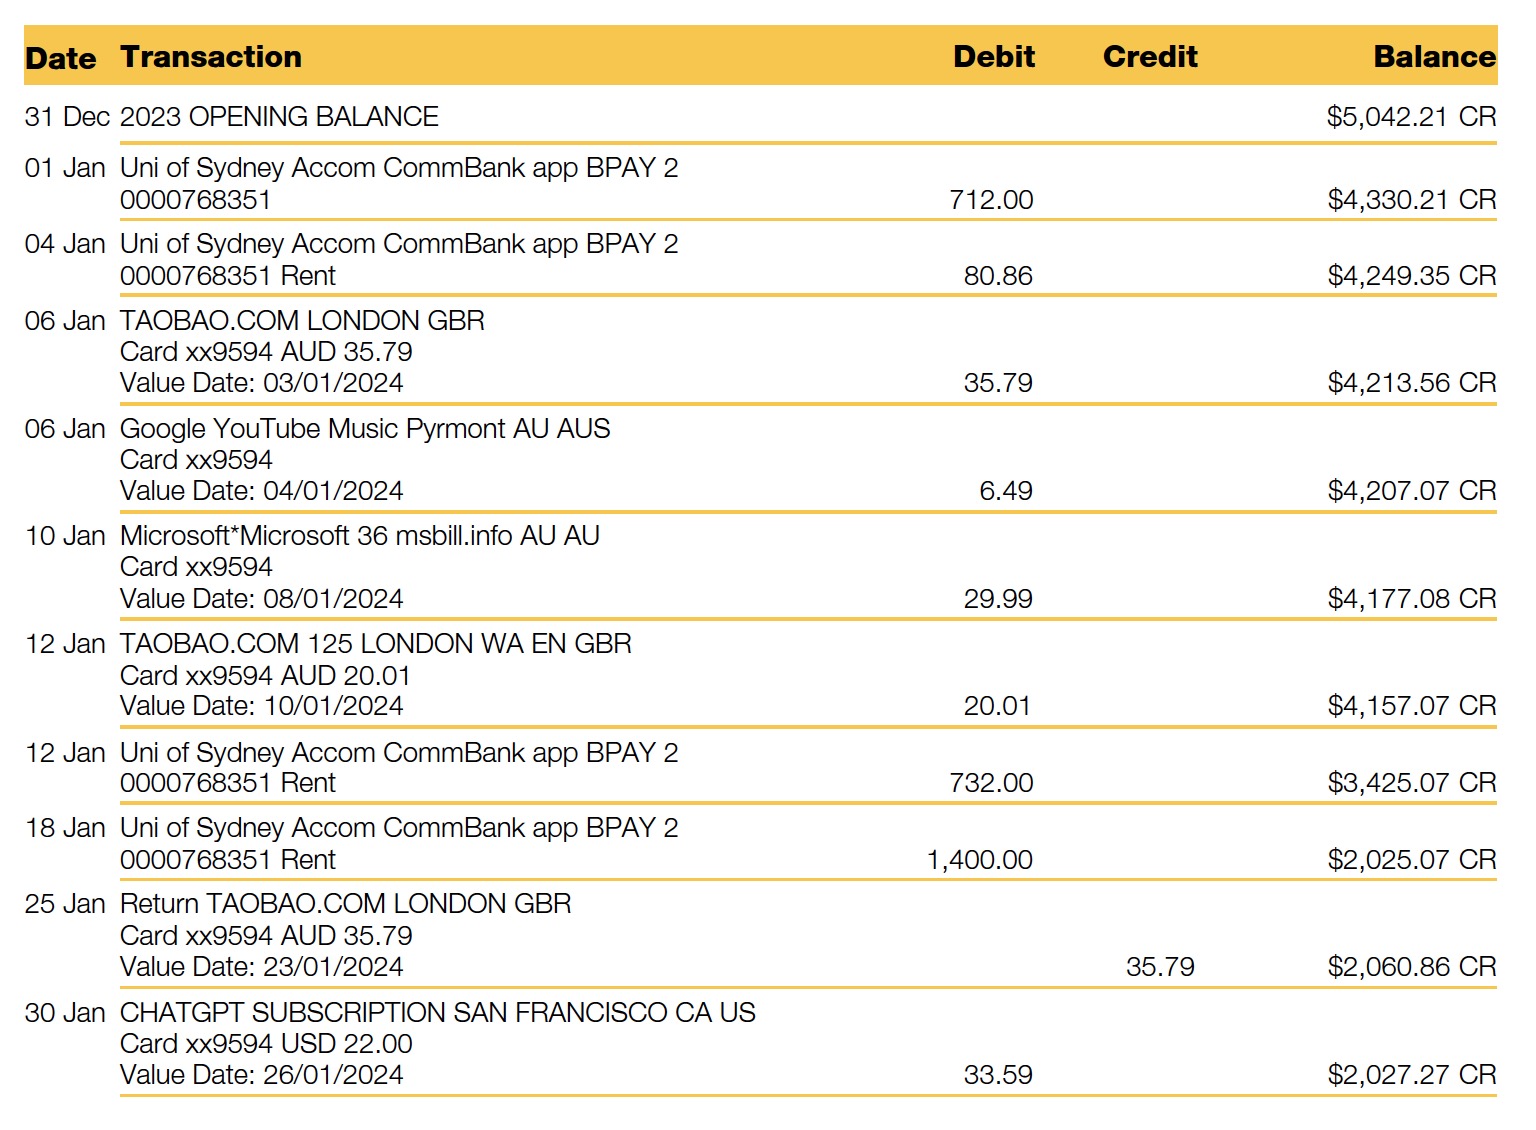 Date Transaction Debit Credit Balance
31 Dec 2023 OPENING BALANCE $5,042.21 CR
01 Jan Uni of Sydney Accom CommBank app BPAY 2
0000768351 712.00 $4,330.21 CR
04 Jan Uni of Sydney Accom CommBank app BPAY 2
0000768351 Rent 80.86 $4,249.35 CR
06 Jan TAOBAO.COM LONDON GBR
Card xx9594 AUD 35.79
Value Date: 03/01/2024 35.79 $4,213.56 CR
06 Jan Google YouTube Music Pyrmont AU AUS
Card xx9594
Value Date: 04/01/2024 6.49 $4,207.07 CR
10 Jan Microsoft*Microsoft 36 msbill.info AU AU
Card xx9594
Value Date: 08/01/2024 29.99 $4,177.08 CR
12 Jan TAOBAO.COM 125 LONDON WA EN GBR
Card xx9594 AUD 20.01
Value Date: 10/01/2024 20.01 $4,157.07 CR
12 Jan Uni of Sydney Accom CommBank app BPAY 2
0000768351 Rent 732.00 $3,425.07 CR
18 Jan Uni of Sydney Accom CommBank app BPAY 2
0000768351 Rent 1,400.00 $2,025.07 CR
25 Jan Return TAOBAO.COM LONDON GBR
Card xx9594 AUD 35.79
Value Date: 23/01/2024 35.79 $2,060.86 CR
30 Jan CHATGPT SUBSCRIPTION SAN FRANCISCO CA US
Card xx9594 USD 22.00
Value Date: 26/01/2024 33.59 $2,027.27 CR